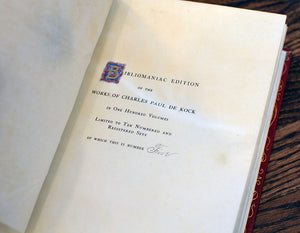 BIBLIOMANIAC EDITION
OF THE
WORKS OF CHARLES PAUL DE KOCK
IN ONE HUNDRED VOLUMES
LIMITED TO TEN NUMBERED AND
REGISTERED SETS
OF WHICH THIS IS NUMBER Four